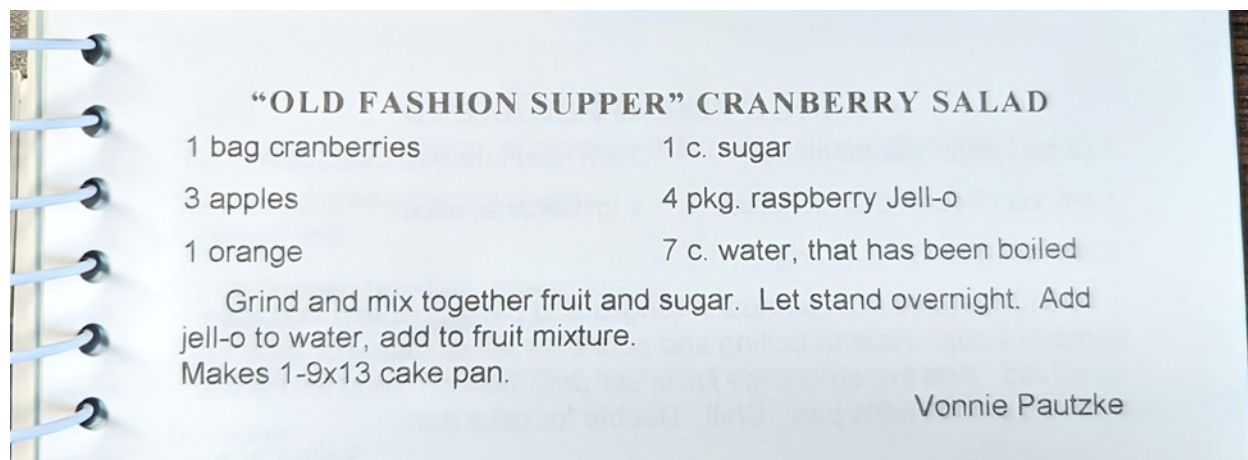 “OLD FASHION SUPPER” CRANBERRY SALAD
1 bag cranberries 1 c. sugar
3 apples 4 pkg. raspberry Jell-o
1 orange 7 c. water, that has been boiled
Grind and mix together fruit and sugar. Let stand overnight. Add
jell-o to water, add to fruit mixture.
Makes 1-9x13 cake pan.
Vonnie Pautzke